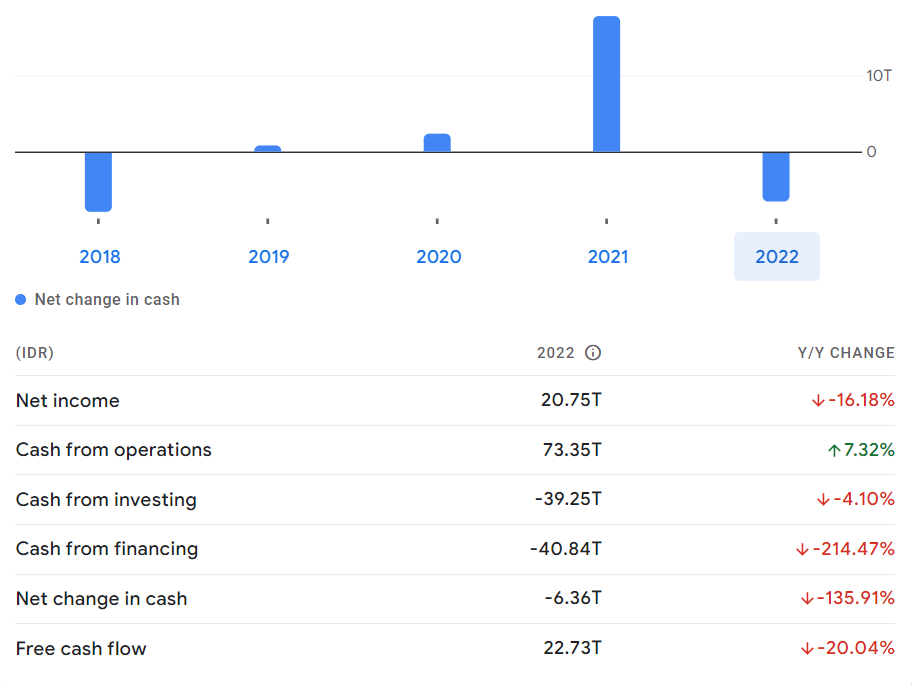 10T
0
2018 2019 2020 2021 2022
Net change in cash
(IDR) 2022 Y/Y CHANGE
Net income 20.75T -16.18%
Cash from operations 73.35T 7.32%
Cash from investing -39.25T -4.10%
Cash from financing -40.84T -214.47%
Net change in cash -6.36T -135.91%
Free cash flow 22.73T -20.04%